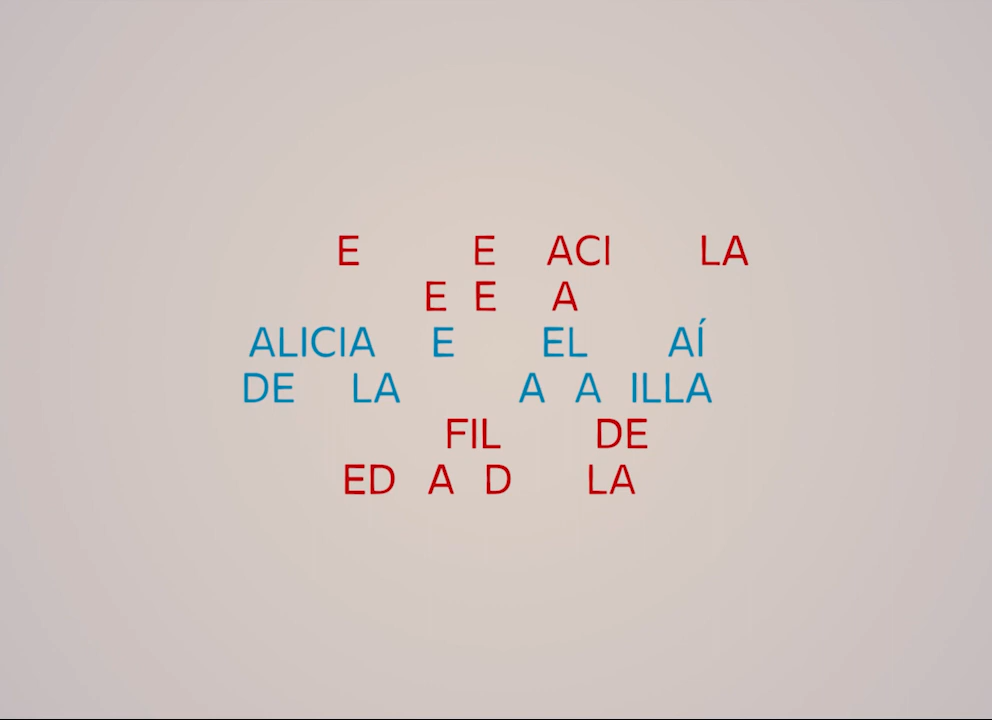 E E ACI LA
E E A
ALICIA E EL AÍ
DE LA A A ILLA
FIL DE
ED A D LA